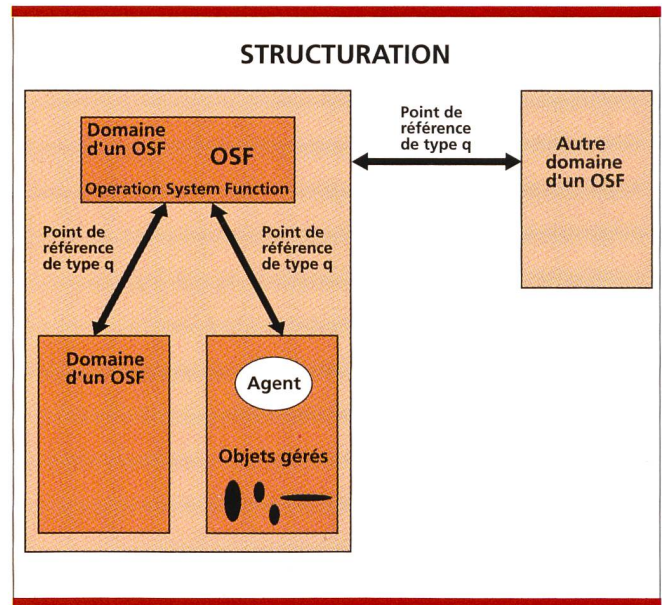 STRUCTURATION
Domaine
d'un OSF
OSF
Operation System Function
Point de
référence
de type q
Autre
domaine
d'un OSF
Point de
référence
de type q
Point de
référence
de type q
Domaine
d'un OSF
Agent
Objets gérés